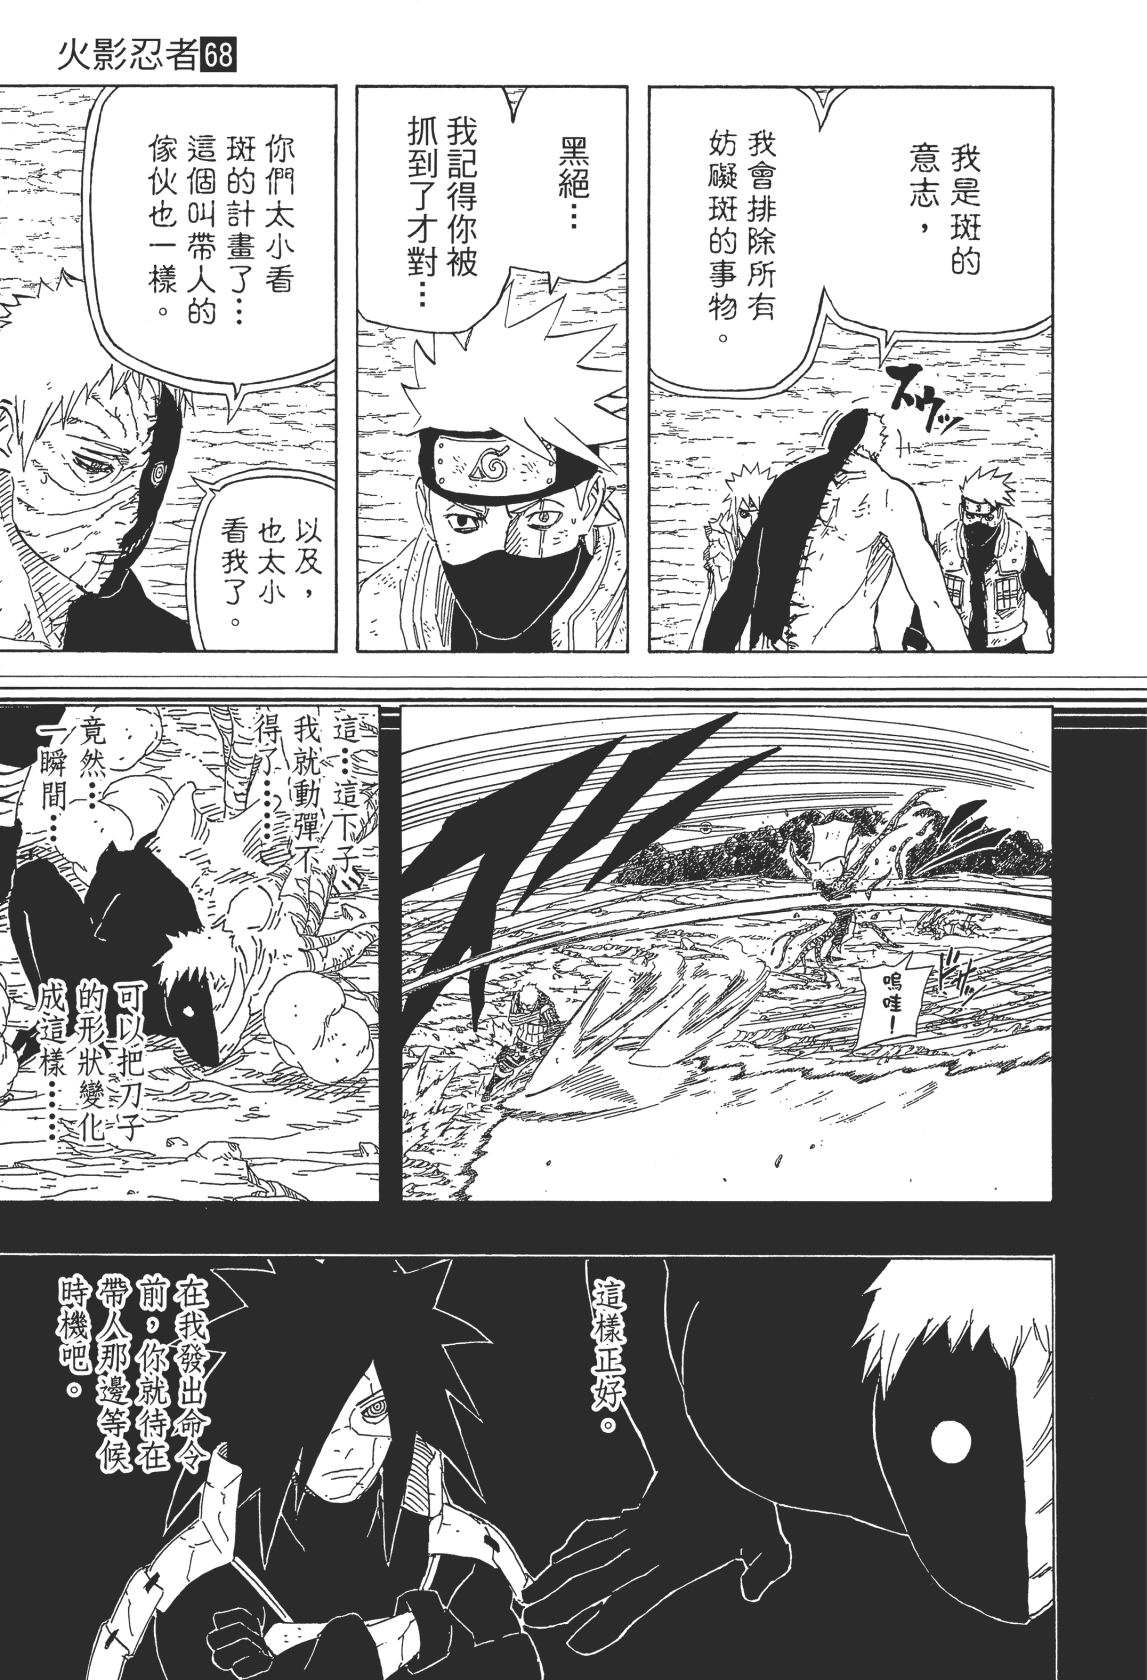 火影忍者68
我是斑的
意志，
我會排除所有
妨礙斑的事物。
ズウッ
黑絕…
我記得你被
抓到了才對…
你們太小看
斑的計畫了…
這個叫帶人的
傢伙也一樣。
以及，
也太小
看我了。
嗚哇！
這…這下子
我就動彈不
得了………
竟然…
一瞬間……
可以把刀子
的形狀變化
成這樣……
這樣正好。
在我發出命令
前，你就待在
帶人那邊等候
時機吧。